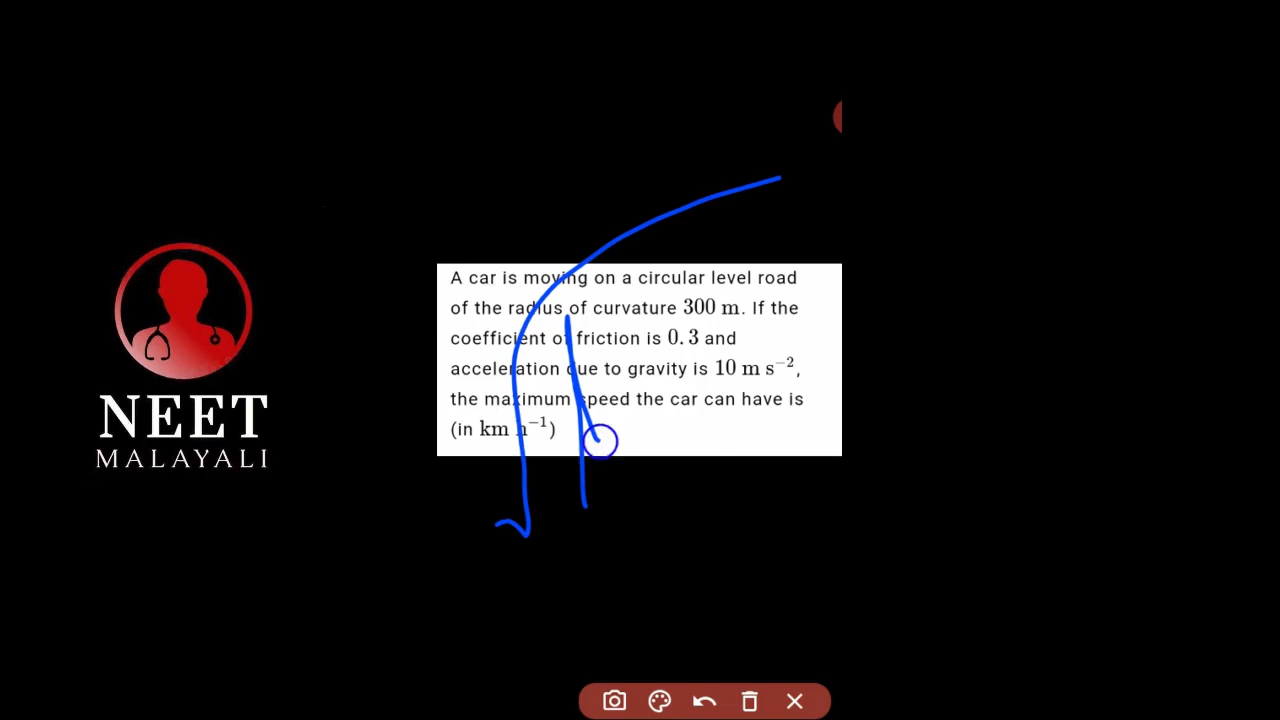 NEET
MALAYALI
A car is moving on a circular level road
of the radius of curvature 300 m. If the
coefficient of friction is 0.3 and
acceleration due to gravity is 10 m s⁻²,
the maximum speed the car can have is
(in km h⁻¹)